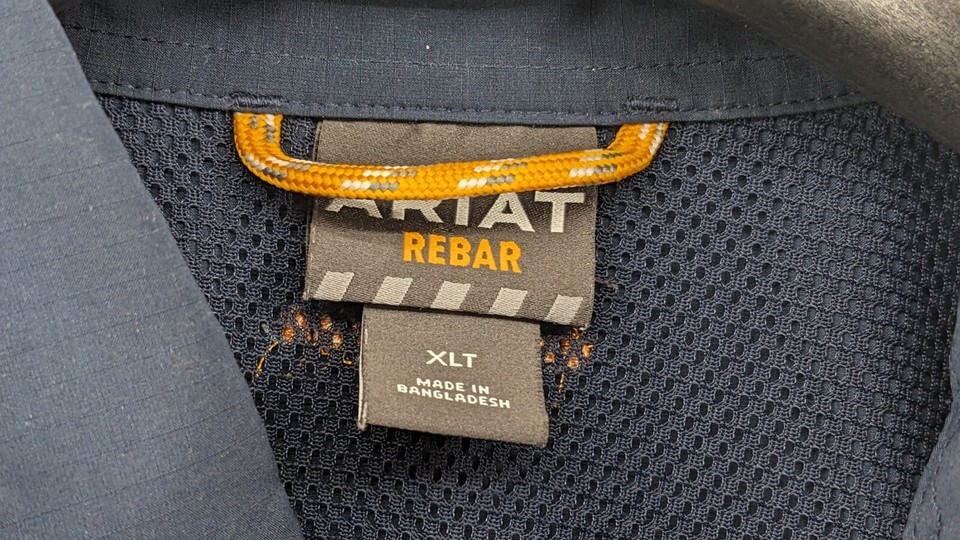 ARIAT
REBAR
XLT
MADE IN
BANGLADESH